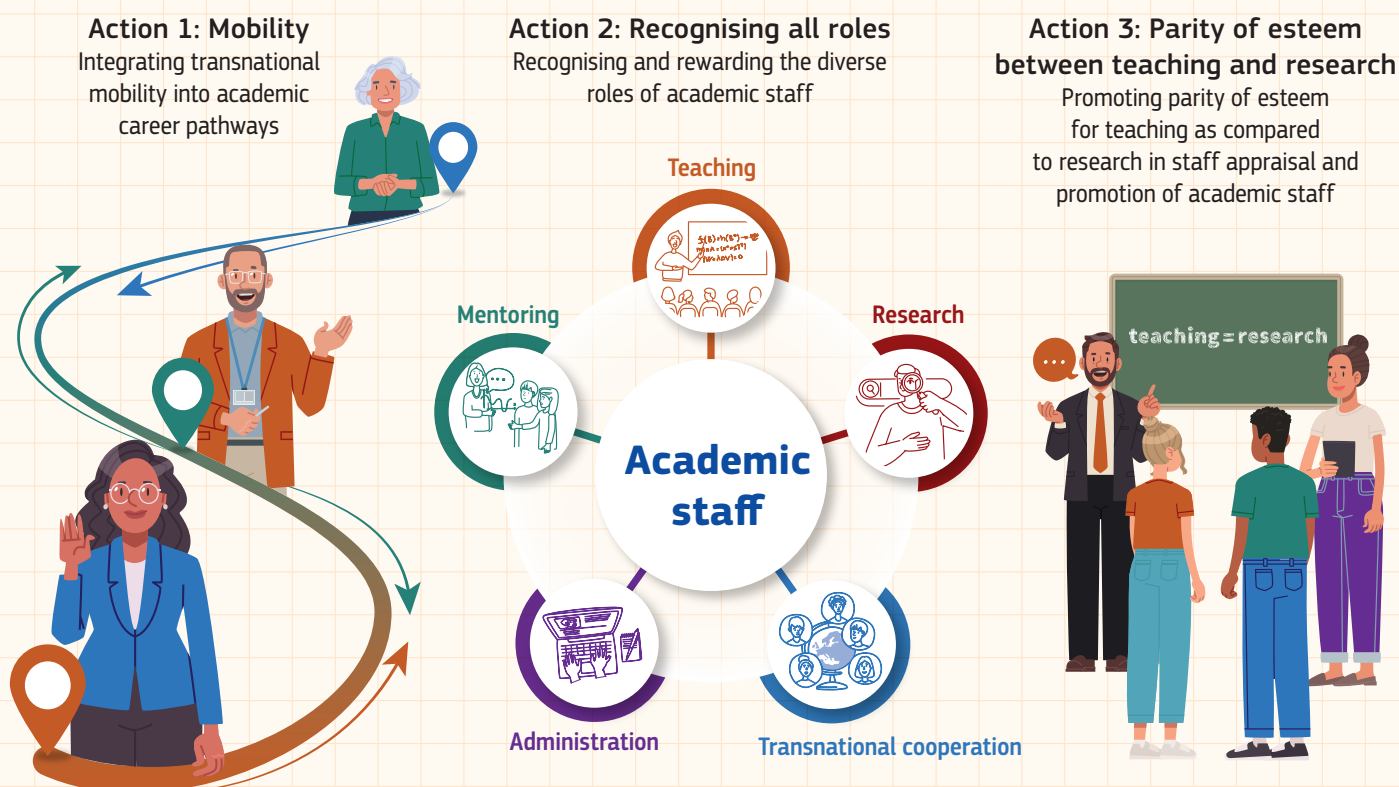 Action 1: Mobility
Integrating transnational
mobility into academic
career pathways
Action 2: Recognising all roles
Recognising and rewarding the diverse
roles of academic staff
Teaching
Mentoring
Research
Academic
staff
Administration
Transnational cooperation
Action 3: Parity of esteem
between teaching and research
Promoting parity of esteem
for teaching as compared
to research in staff appraisal and
promotion of academic staff
teaching=research